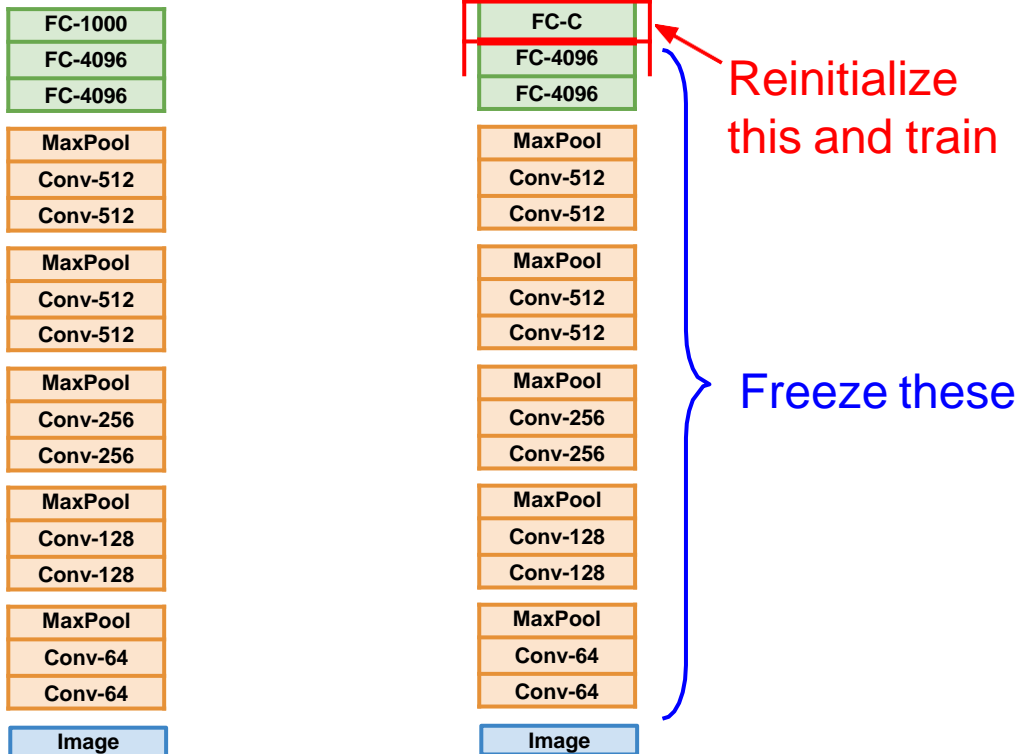 FC-1000
FC-4096
FC-4096
MaxPool
Conv-512
Conv-512
MaxPool
Conv-512
Conv-512
MaxPool
Conv-256
Conv-256
MaxPool
Conv-128
Conv-128
MaxPool
Conv-64
Conv-64
Image
FC-C
FC-4096
FC-4096
MaxPool
Conv-512
Conv-512
MaxPool
Conv-512
Conv-512
MaxPool
Conv-256
Conv-256
MaxPool
Conv-128
Conv-128
MaxPool
Conv-64
Conv-64
Image
Reinitialize
this and train
Freeze these